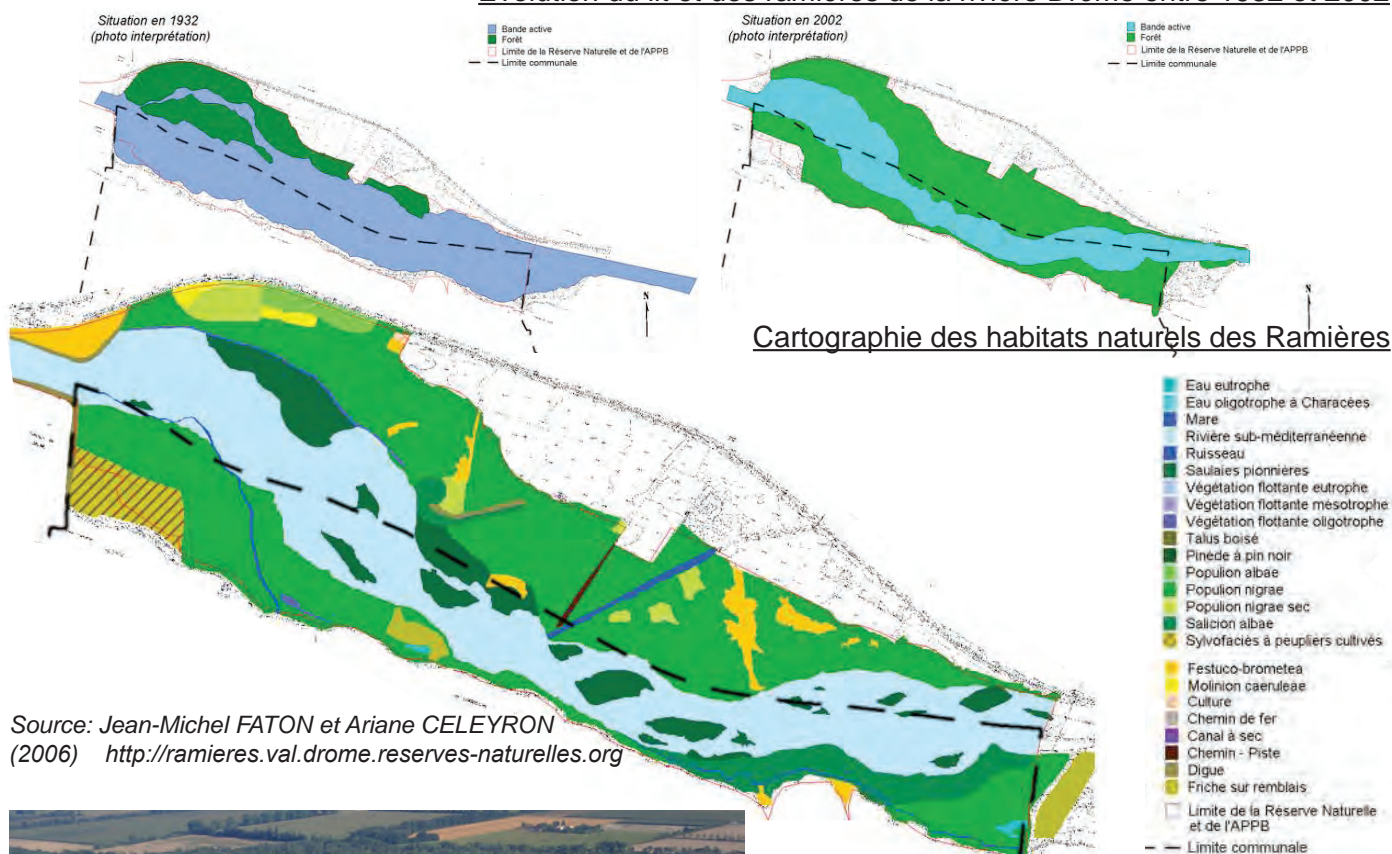 Evolution du lit et des ramières de la rivière Drôme entre 1932 et 2002
Situation en 1932
(photo interprétation)
Bande active
Forêt
Limite de la Réserve Naturelle et de l'APPB
Limite communale
N
Situation en 2002
(photo interprétation)
Bande active
Forêt
Limite de la Réserve Naturelle et de l'APPB
Limite communale
N
Cartographie des habitats naturels des Ramières
Eau eutrophe
Eau oligotrophe à Characées
Mare
Rivière sub-méditerranéenne
Ruisseau
Saulaies pionnières
Végétation flottante eutrophe
Végétation flottante mésotrophe
Végétation flottante oligotrophe
Talus boisé
Pinède à pin noir
Populion albae
Populion nigrae
Populion nigrae sec
Salicion albae
Sylvofaciès à peupliers cultivés
Festuco-brometea
Molinion caeruleae
Culture
Chemin de fer
Canal à sec
Chemin - Piste
Digue
Friche sur remblais
Limite de la Réserve Naturelle
et de l'APPB
Limite communale
Source: Jean-Michel FATON et Ariane CELEYRON
(2006) http://ramieres.val.drome.reserves-naturelles.org